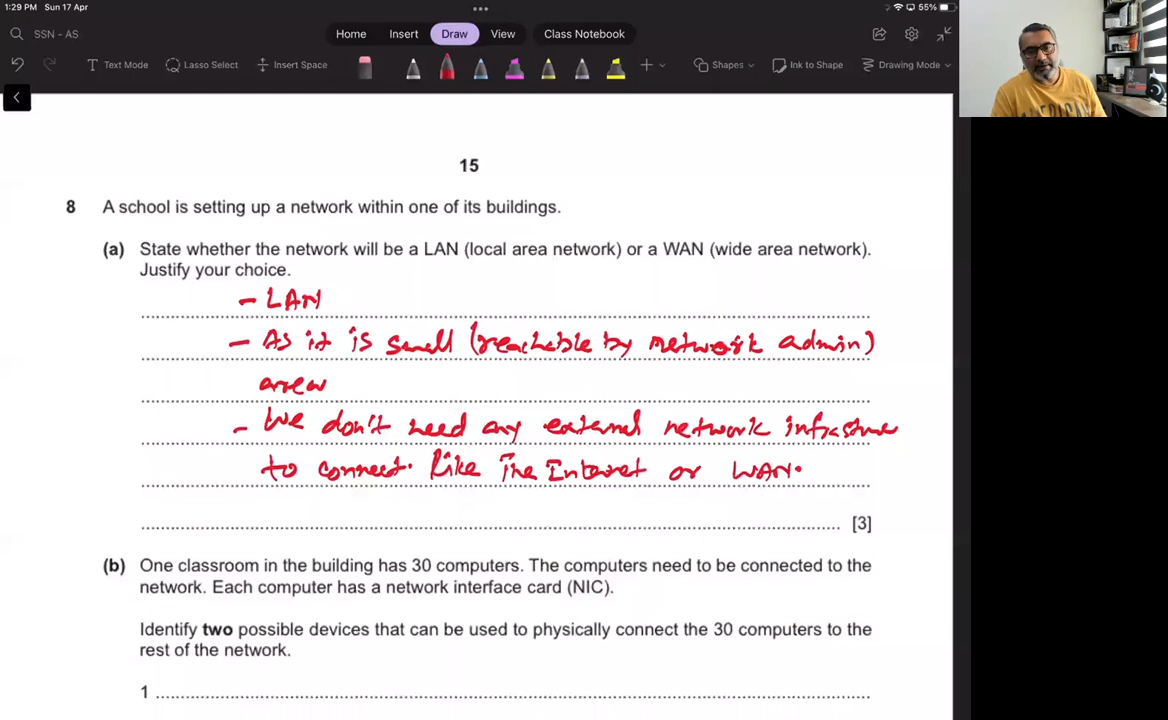 1:29 PM Sun 17 Apr
55%
SSN - AS
Home Insert Draw View Class Notebook
Text Mode Lasso Select Insert Space Shapes Ink to Shape Drawing Mode
15
8 A school is setting up a network within one of its buildings.
(a) State whether the network will be a LAN (local area network) or a WAN (wide area network).
Justify your choice.
- LAN
- As it is small (reachable by network admin)
area
- We don't need any external network infrastruc
to connect. Like The Internet or WAN.
[3]
(b) One classroom in the building has 30 computers. The computers need to be connected to the
network. Each computer has a network interface card (NIC).
Identify two possible devices that can be used to physically connect the 30 computers to the
rest of the network.
1